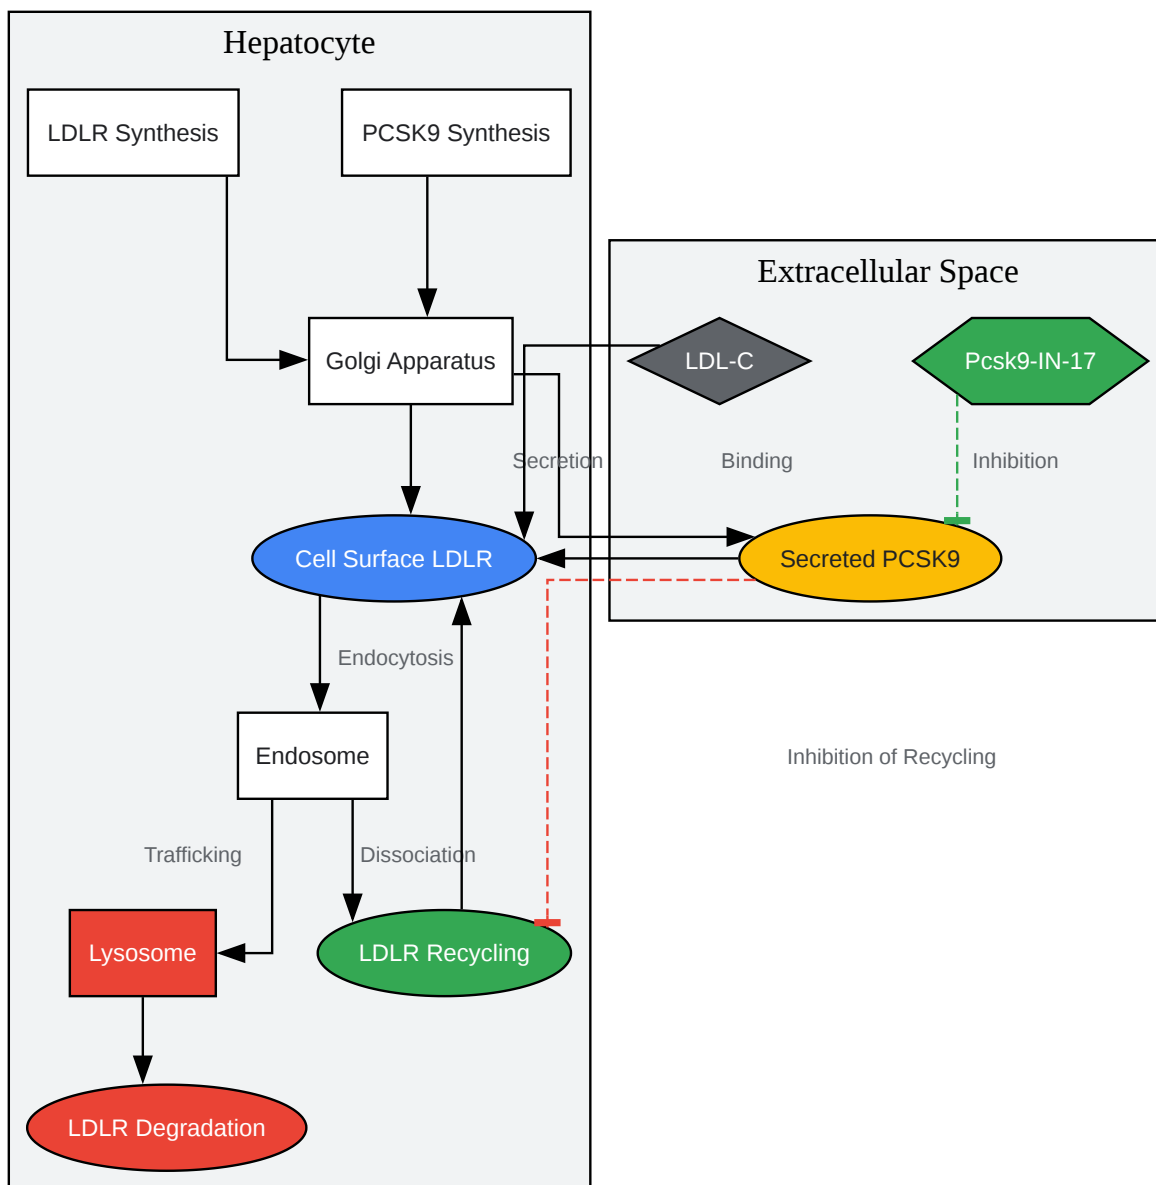 Hepatocyte
LDLR Synthesis
PCSK9 Synthesis
Extracellular Space
Golgi Apparatus
LDL-C
Pcsk9-IN-17
Secretion
Binding
Inhibition
Cell Surface LDLR
Secreted PCSK9
Endocytosis
Endosome
Inhibition of Recycling
Trafficking
Dissociation
Lysosome
LDLR Recycling
LDLR Degradation